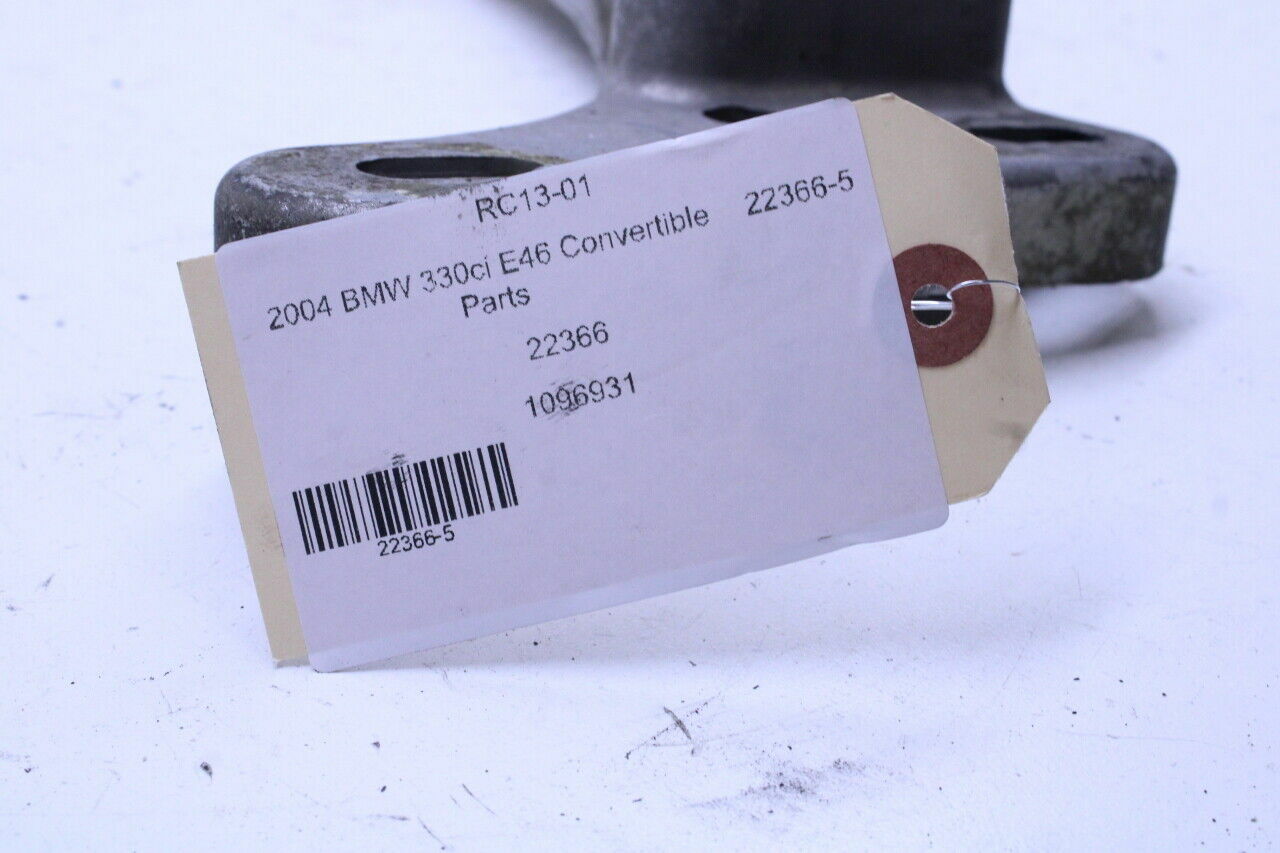 RC13-01
2004 BMW 330ci E46 Convertible 22366-5
Parts
22366
1096931
22366-5